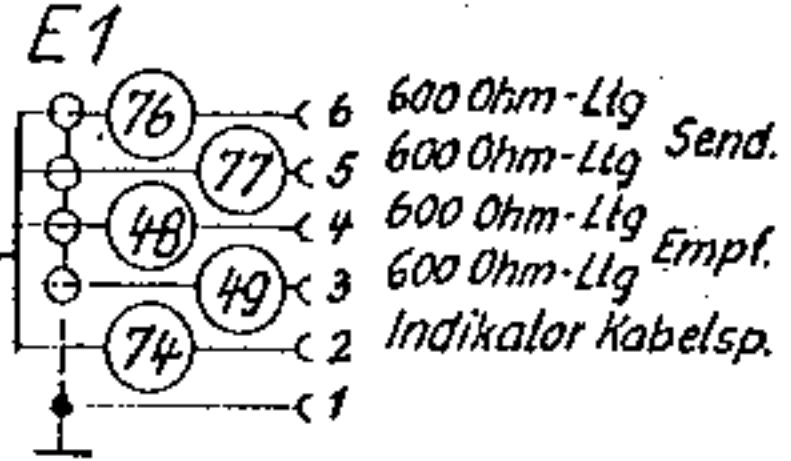 E1
76 6 600 Ohm-Ltg
Send.
77 5 600 Ohm-Ltg
48 4 600 Ohm-Ltg
Empf.
49 3 600 Ohm-Ltg
74 2 Indikator Kabelsp.
1